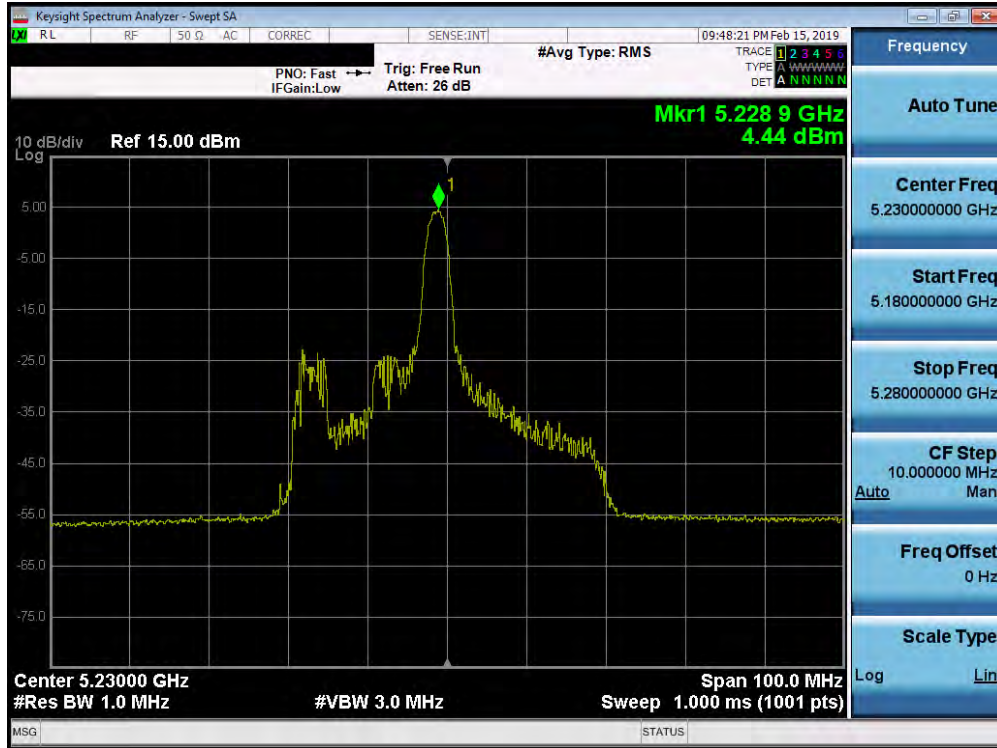 Keysight Spectrum Analyzer - Swept SA
LXI RL RF 50 Ω AC CORREC SENSE:INT 09:48:21 PM Feb 15, 2019
PNO: Fast Trig: Free Run #Avg Type: RMS TRACE 1 2 3 4 5 6
IFGain:Low Atten: 26 dB TYPE A WWWWW
DET A N N N N N
Mkr1 5.228 9 GHz
10 dB/div Ref 15.00 dBm 4.44 dBm
Log
1
5.00
-5.00
-15.0
-25.0
-35.0
-45.0
-55.0
-65.0
-75.0
Center 5.23000 GHz Span 100.0 MHz
#Res BW 1.0 MHz #VBW 3.0 MHz Sweep 1.000 ms (1001 pts)
MSG STATUS
Frequency
Auto Tune
Center Freq
5.230000000 GHz
Start Freq
5.180000000 GHz
Stop Freq
5.280000000 GHz
CF Step
10.000000 MHz
Auto Man
Freq Offset
0 Hz
Scale Type
Log Lin